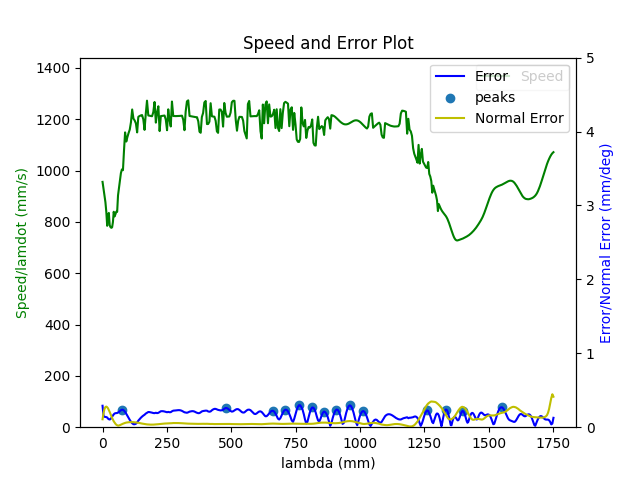 Speed and Error Plot
1400
1200
1000
800
600
400
200
0
Speed/lamdot (mm/s)
Error
peaks
Normal Error
Speed
5
4
3
2
1
0
Error/Normal Error (mm/deg)
0
250
500
750
1000
1250
1500
1750
lambda (mm)